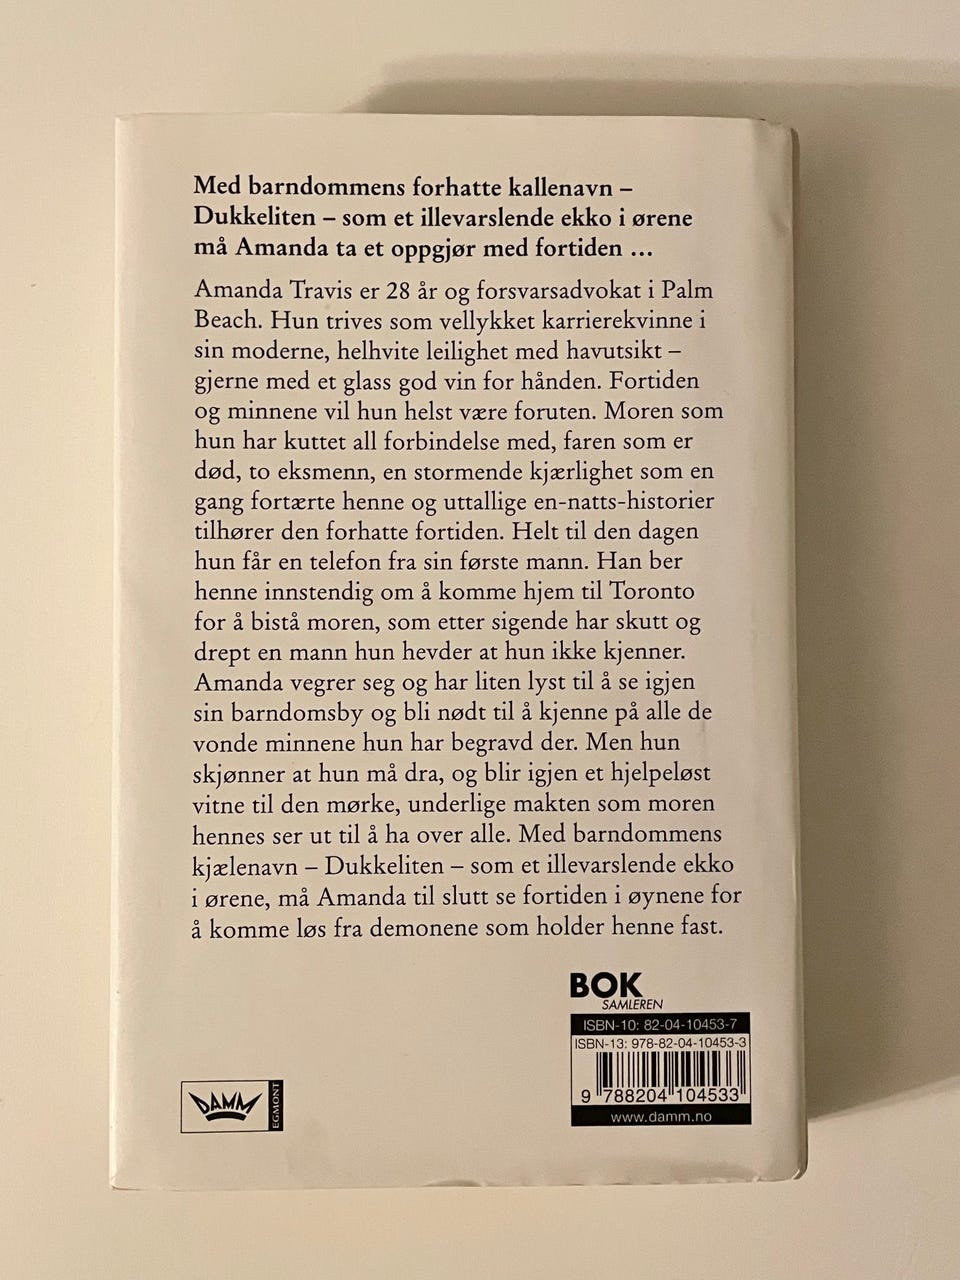 Med barndommens forhatte kallenavn –
Dukkeliten – som et illevarslende ekko i ørene
må Amanda ta et oppgjør med fortiden ...
Amanda Travis er 28 år og forsvarsadvokat i Palm
Beach. Hun trives som vellykket karrierekvinne i
sin moderne, helhvite leilighet med havutsikt –
gjerne med et glass god vin for hånden. Fortiden
og minnene vil hun helst være foruten. Moren som
hun har kuttet all forbindelse med, faren som er
død, to eksmenn, en stormende kjærlighet som en
gang fortærte henne og uttallige en-natts-historier
tilhører den forhatte fortiden. Helt til den dagen
hun får en telefon fra sin første mann. Han ber
henne innstendig om å komme hjem til Toronto
for å bistå moren, som etter sigende har skutt og
drept en mann hun hevder at hun ikke kjenner.
Amanda vegrer seg og har liten lyst til å se igjen
sin barndomsby og bli nødt til å kjenne på alle de
vonde minnene hun har begravd der. Men hun
skjønner at hun må dra, og blir igjen et hjelpeløst
vitne til den mørke, underlige makten som moren
hennes ser ut til å ha over alle. Med barndommens
kjælenavn – Dukkeliten – som et illevarslende ekko
i ørene, må Amanda til slutt se fortiden i øynene for
å komme løs fra demonene som holder henne fast.
BOK
SAMLEREN
ISBN-10: 82-04-10453-7
ISBN-13: 978-82-04-10453-3
9 788204 104533
www.damm.no
DAMM
EGMONT